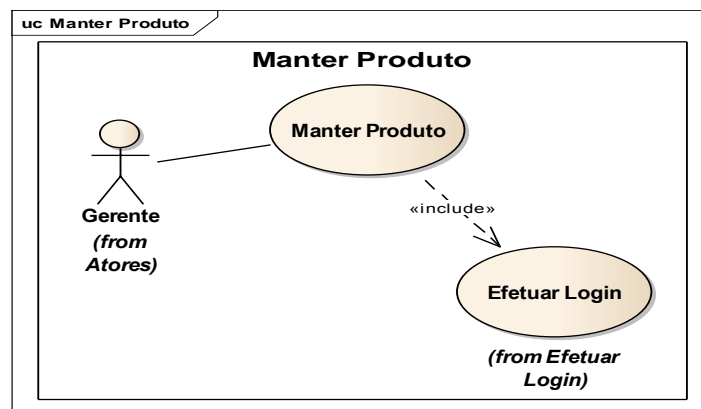 uc Manter Produto
Manter Produto
Manter Produto
Gerente
(from
Atores)
«include»
Efetuar Login
(from Efetuar
Login)